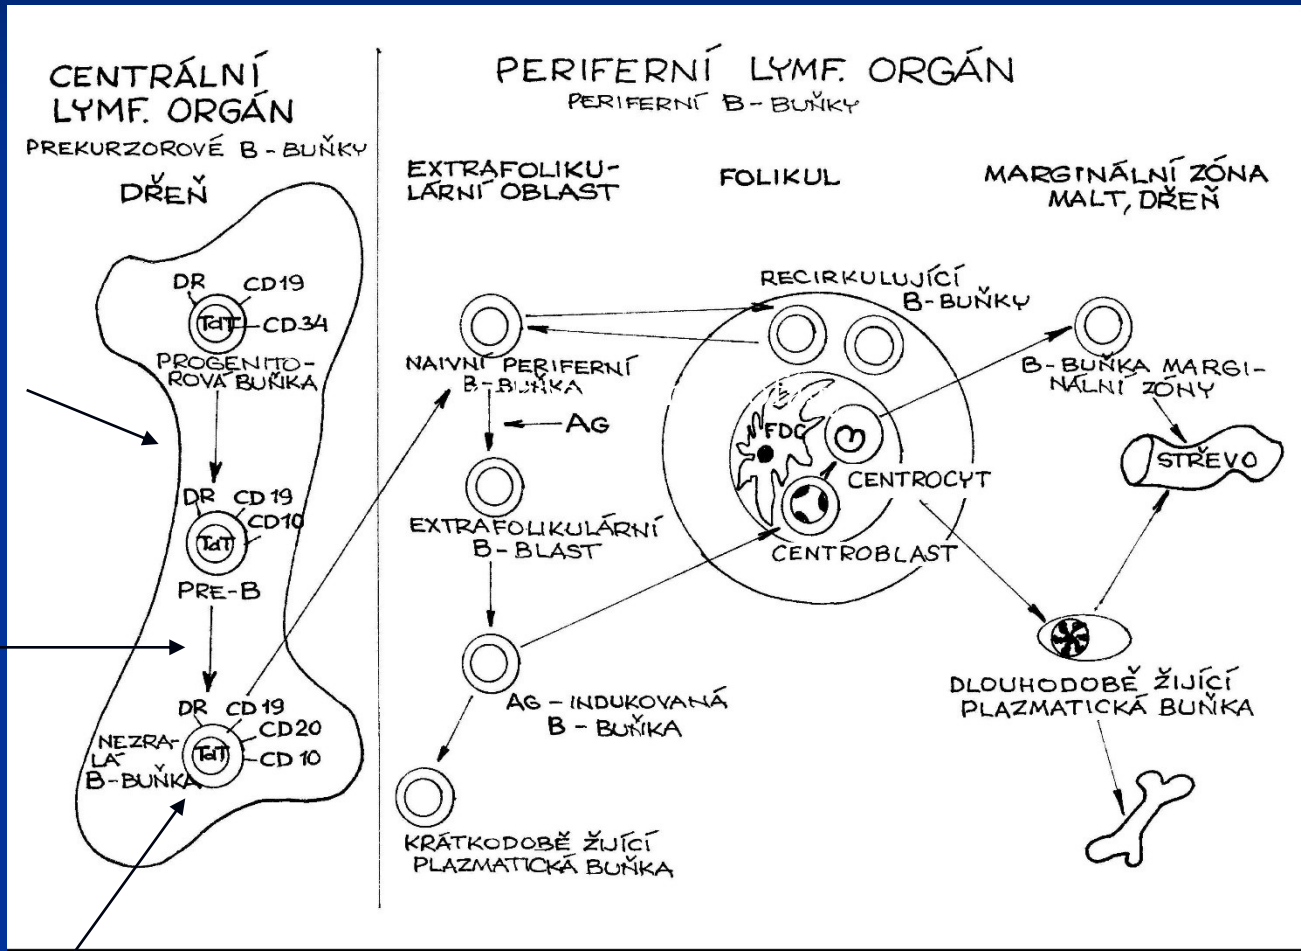 CENTRÁLNÍ
LYMF. ORGÁN
PREKURZOROVÉ B-BUŇKY
DŘEŇ
DR
CD19
TdT
CD34
PROGENITO-
ROVÁ BUŇKA
DR
CD19
CD10
TdT
PRE-B
DR
CD19
CD20
TdT
CD10
NEZRA-
LÁ
B-BUŇKA
PERIFERNÍ LYMF. ORGÁN
PERIFERNÍ B-BUŇKY
EXTRAFOLIKU-
LÁRNÍ OBLAST
NAIVNÍ PERIFERNÍ
B-BUŇKA
AG
EXTRAFOLIKULÁRNÍ
B-BLAST
AG-INDUKOVANÁ
B-BUŇKA
KRÁTKODOBĚ ŽIJÍCÍ
PLAZMATICKÁ BUŇKA
FOLIKUL
RECIRKULUJÍCÍ
B-BUŇKY
FDC
CENTROCYT
CENTROBLAST
MARGINÁLNÍ ZÓNA
MALT, DŘEŇ
B-BUŇKA MARGI-
NÁLNÍ ZÓNY
STŘEVO
DLOUHODOBĚ ŽIJÍCÍ
PLAZMATICKÁ BUŇKA